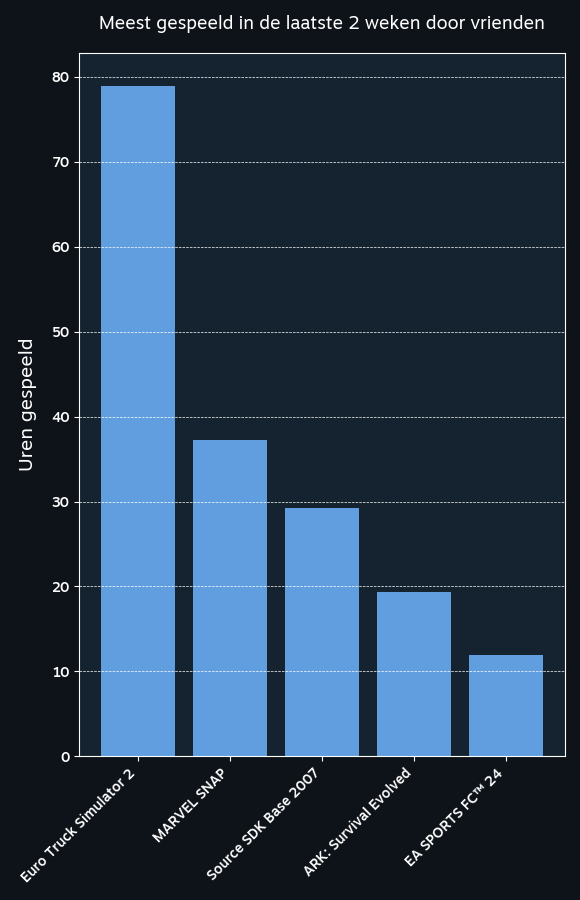 Meest gespeeld in de laatste 2 weken door vrienden
Uren gespeeld
80
70
60
50
40
30
20
10
0
Euro Truck Simulator 2
MARVEL SNAP
Source SDK Base 2007
ARK: Survival Evolved
EA SPORTS FC™ 24